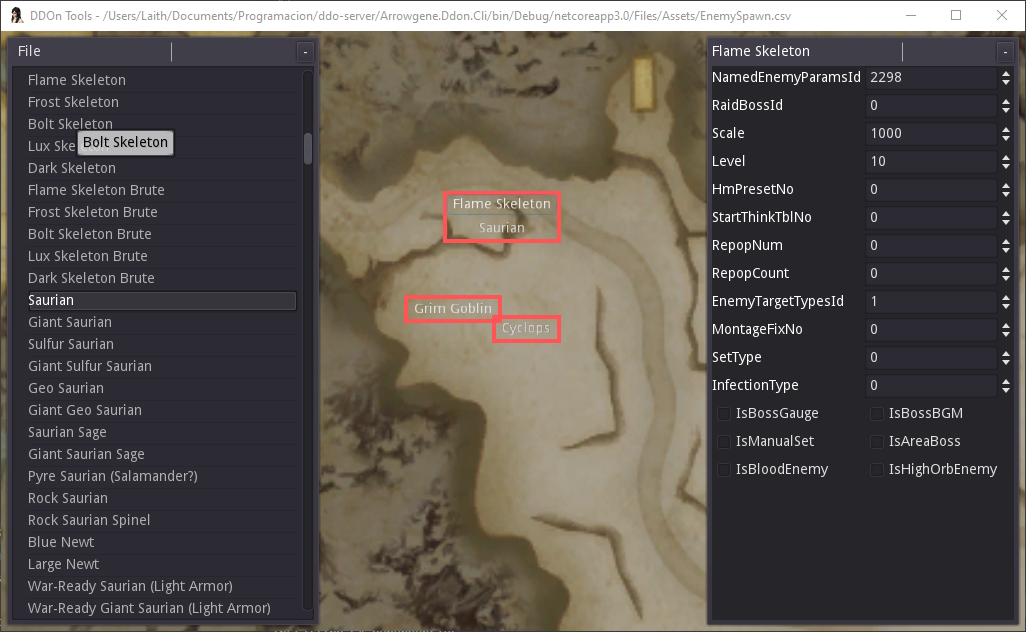 DDOn Tools - /Users/Laith/Documents/Programacion/ddo-server/Arrowgene.Ddon.Cli/bin/Debug/netcoreapp3.0/Files/Assets/EnemySpawn.csv
File
-
Flame Skeleton
Frost Skeleton
Bolt Skeleton
Bolt Skeleton
Lux Ske
Dark Skeleton
Flame Skeleton Brute
Frost Skeleton Brute
Bolt Skeleton Brute
Lux Skeleton Brute
Dark Skeleton Brute
Saurian
Giant Saurian
Sulfur Saurian
Giant Sulfur Saurian
Geo Saurian
Giant Geo Saurian
Saurian Sage
Giant Saurian Sage
Pyre Saurian (Salamander?)
Rock Saurian
Rock Saurian Spinel
Blue Newt
Large Newt
War-Ready Saurian (Light Armor)
War-Ready Giant Saurian (Light Armor)
Flame Skeleton
Saurian
Grim Goblin
Cyclops
Flame Skeleton
-
NamedEnemyParamsId 2298
RaidBossId 0
Scale 1000
Level 10
HmPresetNo 0
StartThinkTblNo 0
RepopNum 0
RepopCount 0
EnemyTargetTypesId 1
MontageFixNo 0
SetType 0
InfectionType 0
IsBossGauge IsBossBGM
IsManualSet IsAreaBoss
IsBloodEnemy IsHighOrbEnemy